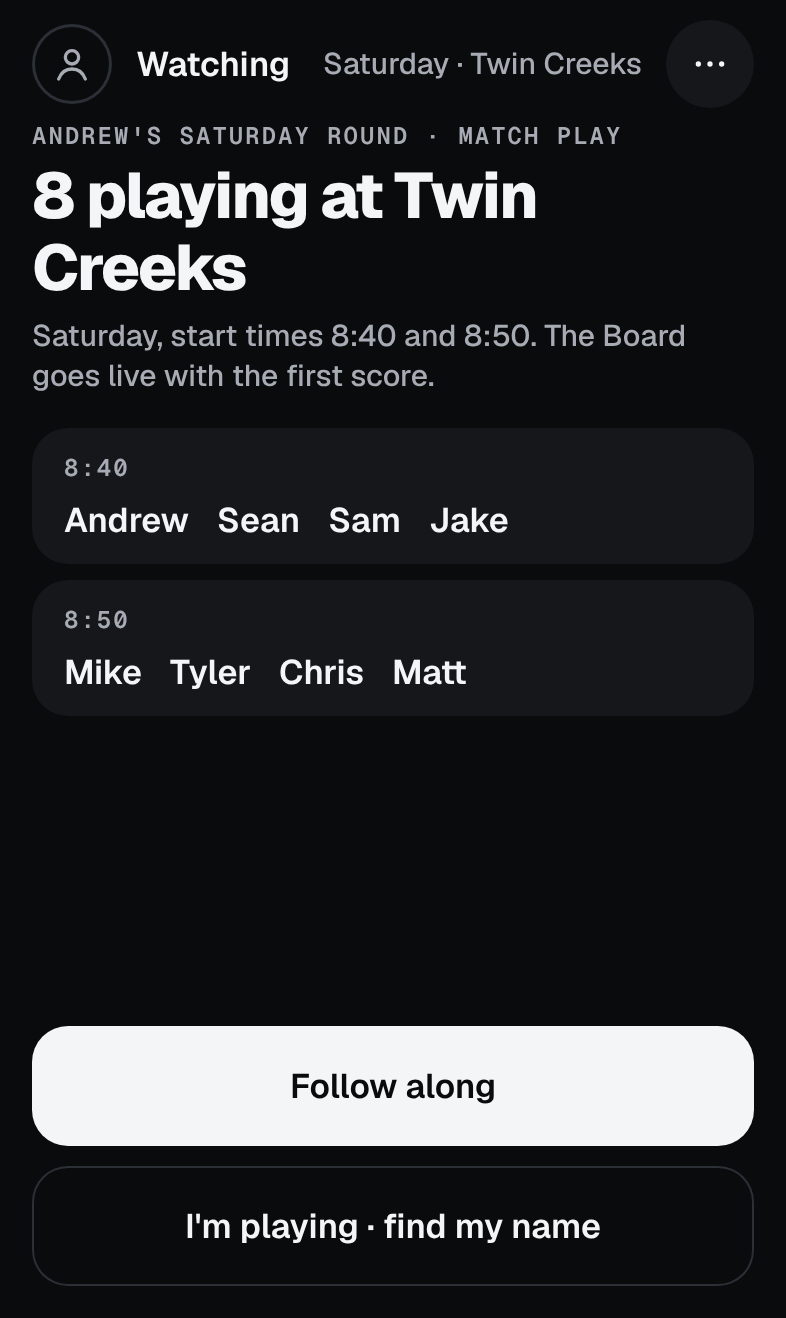 Watching Saturday · Twin Creeks
ANDREW'S SATURDAY ROUND · MATCH PLAY
8 playing at Twin
Creeks
Saturday, start times 8:40 and 8:50. The Board
goes live with the first score.
8:40
Andrew Sean Sam Jake
8:50
Mike Tyler Chris Matt
Follow along
I'm playing · find my name